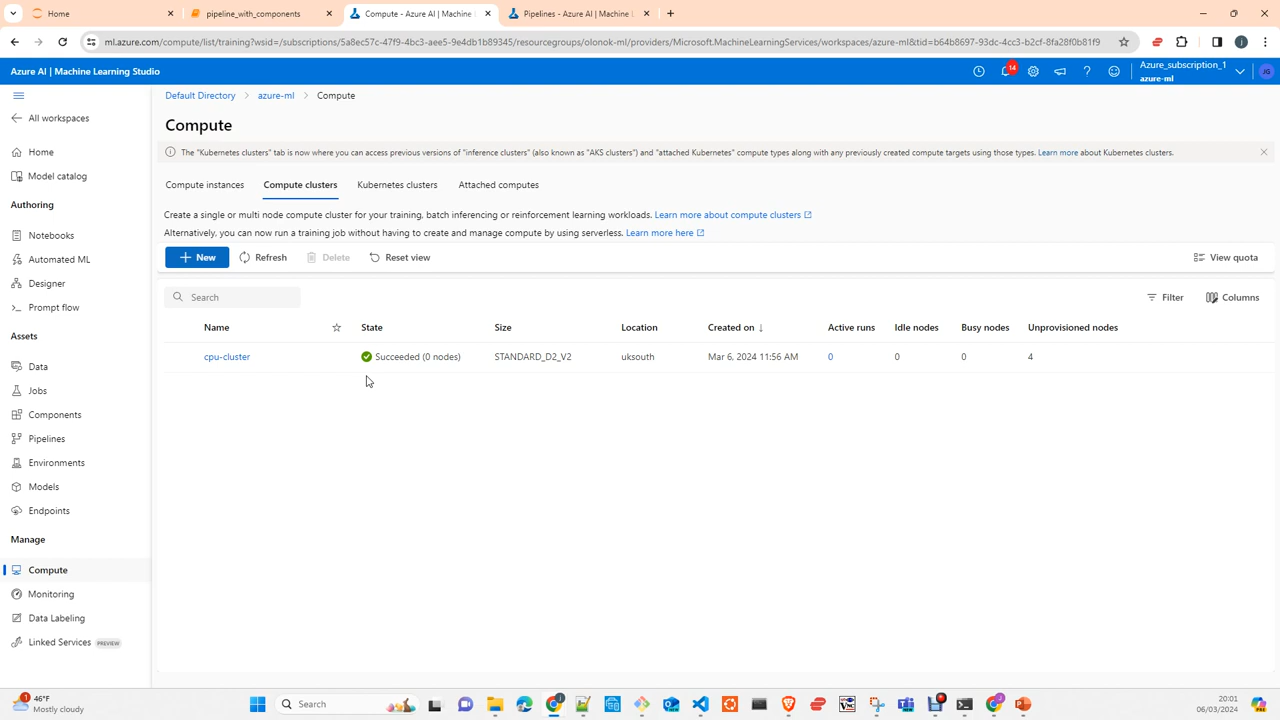 Home
pipeline_with_components
Compute - Azure AI | Machine L
Pipelines - Azure AI | Machine L
ml.azure.com/compute/list/training?wsid=/subscriptions/5a8ec57c-47f9-4bc3-aee5-9e4db1b89345/resourcegroups/olonok-ml/providers/Microsoft.MachineLearningServices/workspaces/azure-ml&tid=b64b8697-93dc-4cc3-b2cf-8fa28f0b81f9
Azure AI | Machine Learning Studio
14
Azure_subscription_1
azure-ml
JG
All workspaces
Home
Model catalog
Authoring
Notebooks
Automated ML
Designer
Prompt flow
Assets
Data
Jobs
Components
Pipelines
Environments
Models
Endpoints
Manage
Compute
Monitoring
Data Labeling
Linked Services PREVIEW
Default Directory > azure-ml > Compute
Compute
The "Kubernetes clusters" tab is now where you can access previous versions of "inference clusters" (also known as "AKS clusters") and "attached Kubernetes" compute types along with any previously created compute targets using those types. Learn more about Kubernetes clusters.
Compute instances Compute clusters Kubernetes clusters Attached computes
Create a single or multi node compute cluster for your training, batch inferencing or reinforcement learning workloads. Learn more about compute clusters
Alternatively, you can now run a training job without having to create and manage compute by using serverless. Learn more here
New Refresh Delete Reset view View quota
Search Filter Columns
Name State Size Location Created on ↓ Active runs Idle nodes Busy nodes Unprovisioned nodes
cpu-cluster Succeeded (0 nodes) STANDARD_D2_V2 uksouth Mar 6, 2024 11:56 AM 0 0 0 4
1
46°F
Mostly cloudy
Search
20:01
06/03/2024